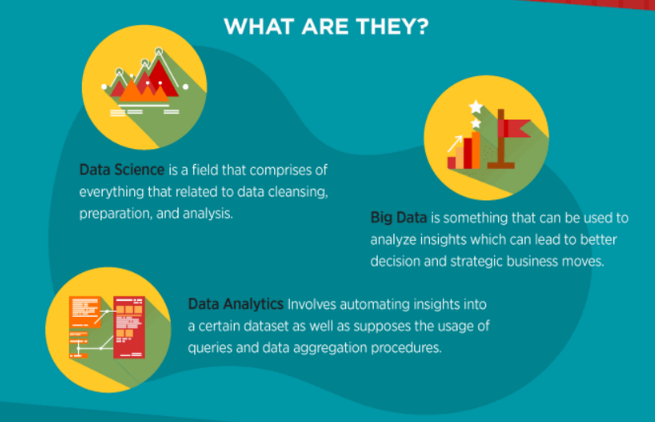 WHAT ARE THEY?
Data Science is a field that comprises of
everything that related to data cleansing,
preparation, and analysis.
Big Data is something that can be used to
analyze insights which can lead to better
decision and strategic business moves.
Data Analytics Involves automating insights into
a certain dataset as well as supposes the usage of
queries and data aggregation procedures.